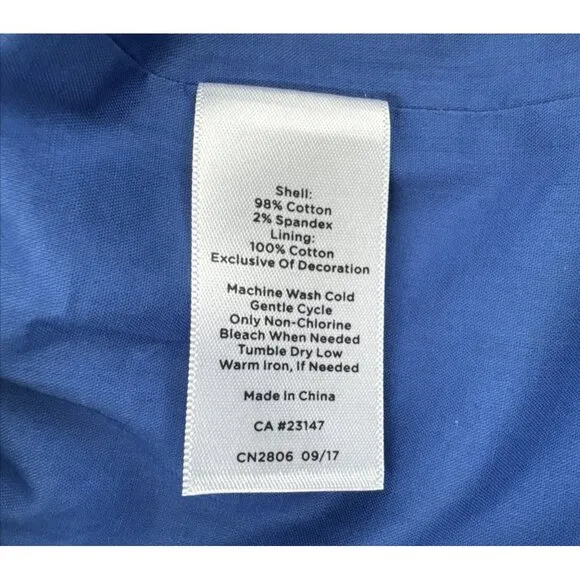 Shell:
98% Cotton
2% Spandex
Lining:
100% Cotton
Exclusive Of Decoration
Machine Wash Cold
Gentle Cycle
Only Non-Chlorine
Bleach When Needed
Tumble Dry Low
Warm Iron, If Needed
Made In China
CA #23147
CN2806 09/17